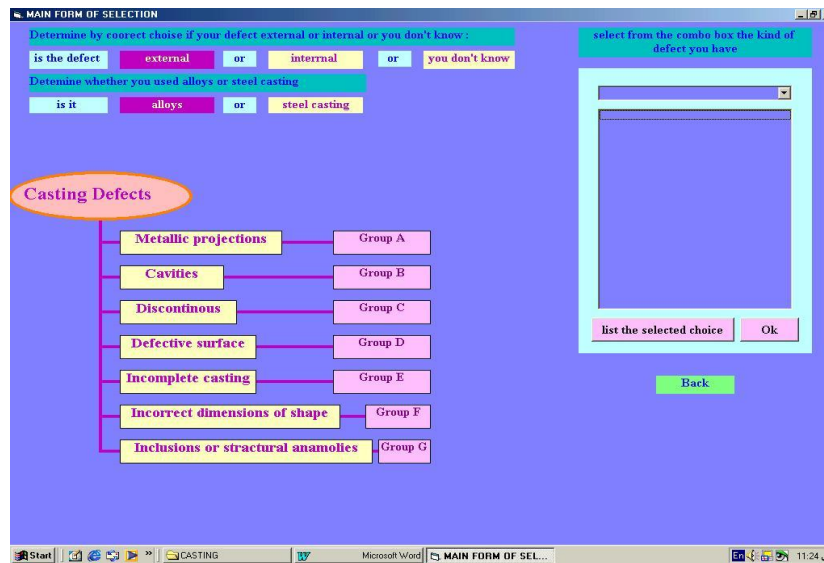 MAIN FORM OF SELECTION
Determine by coorect choise if your defect external or internal or you don't know :
is the defect external or interrnal or you don't know
Detemine whether you used alloys or steel casting
is it alloys or steel casting
select from the combo box the kind of
defect you have
list the selected choice Ok
Back
Casting Defects
Metallic projections Group A
Cavities Group B
Discontinous Group C
Defective surface Group D
Incomplete casting Group E
Incorrect dimensions of shape Group F
Inclusions or stractural anamolies Group G
Start » CASTING Microsoft Word MAIN FORM OF SEL... En 11:24